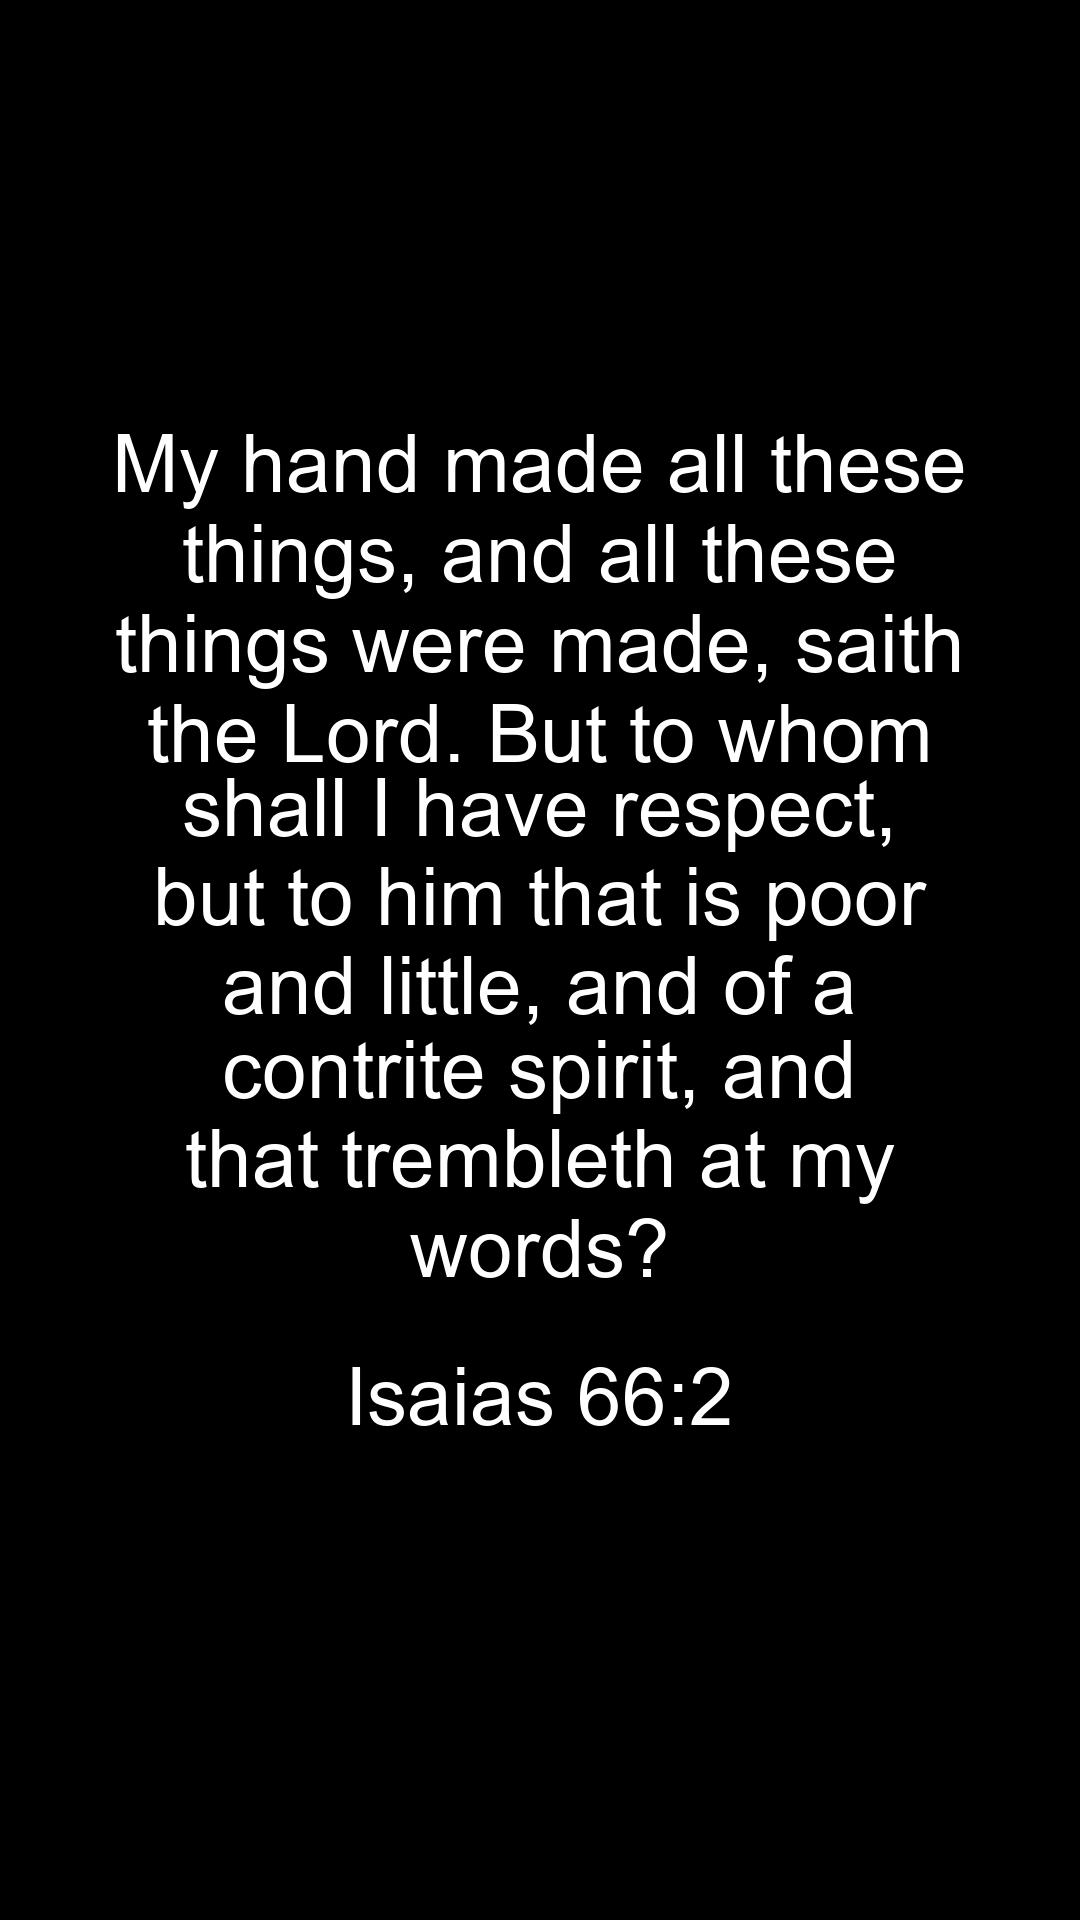 My hand made all these
things, and all these
things were made, saith
the Lord. But to whom
shall I have respect,
but to him that is poor
and little, and of a
contrite spirit, and
that trembleth at my
words?
Isaias 66:2